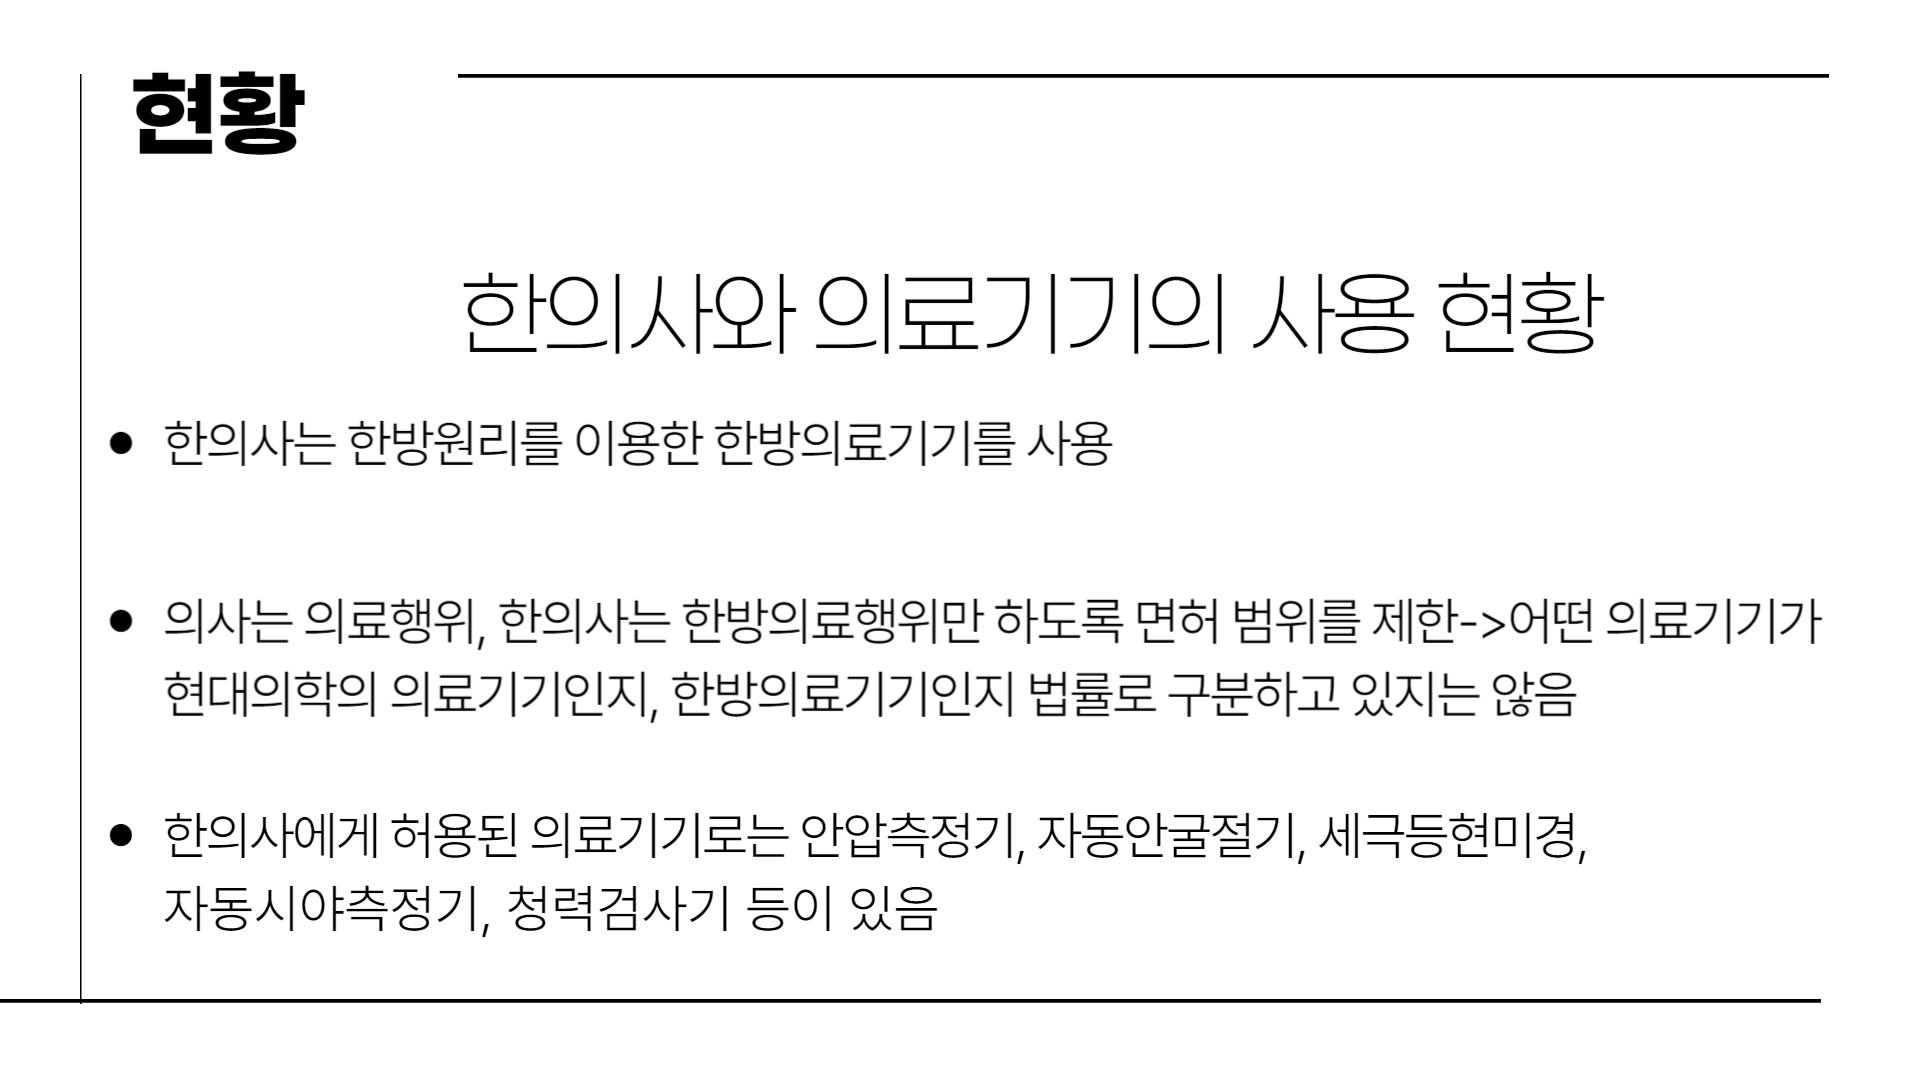 현황
한의사와 의료기기의 사용 현황
● 한의사는 한방원리를 이용한 한방의료기기를 사용
● 의사는 의료행위, 한의사는 한방의료행위만 하도록 면허 범위를 제한->어떤 의료기기가
현대의학의 의료기기인지, 한방의료기기인지 법률로 구분하고 있지는 않음
● 한의사에게 허용된 의료기기로는 안압측정기, 자동안굴절기, 세극등현미경,
자동시야측정기, 청력검사기 등이 있음